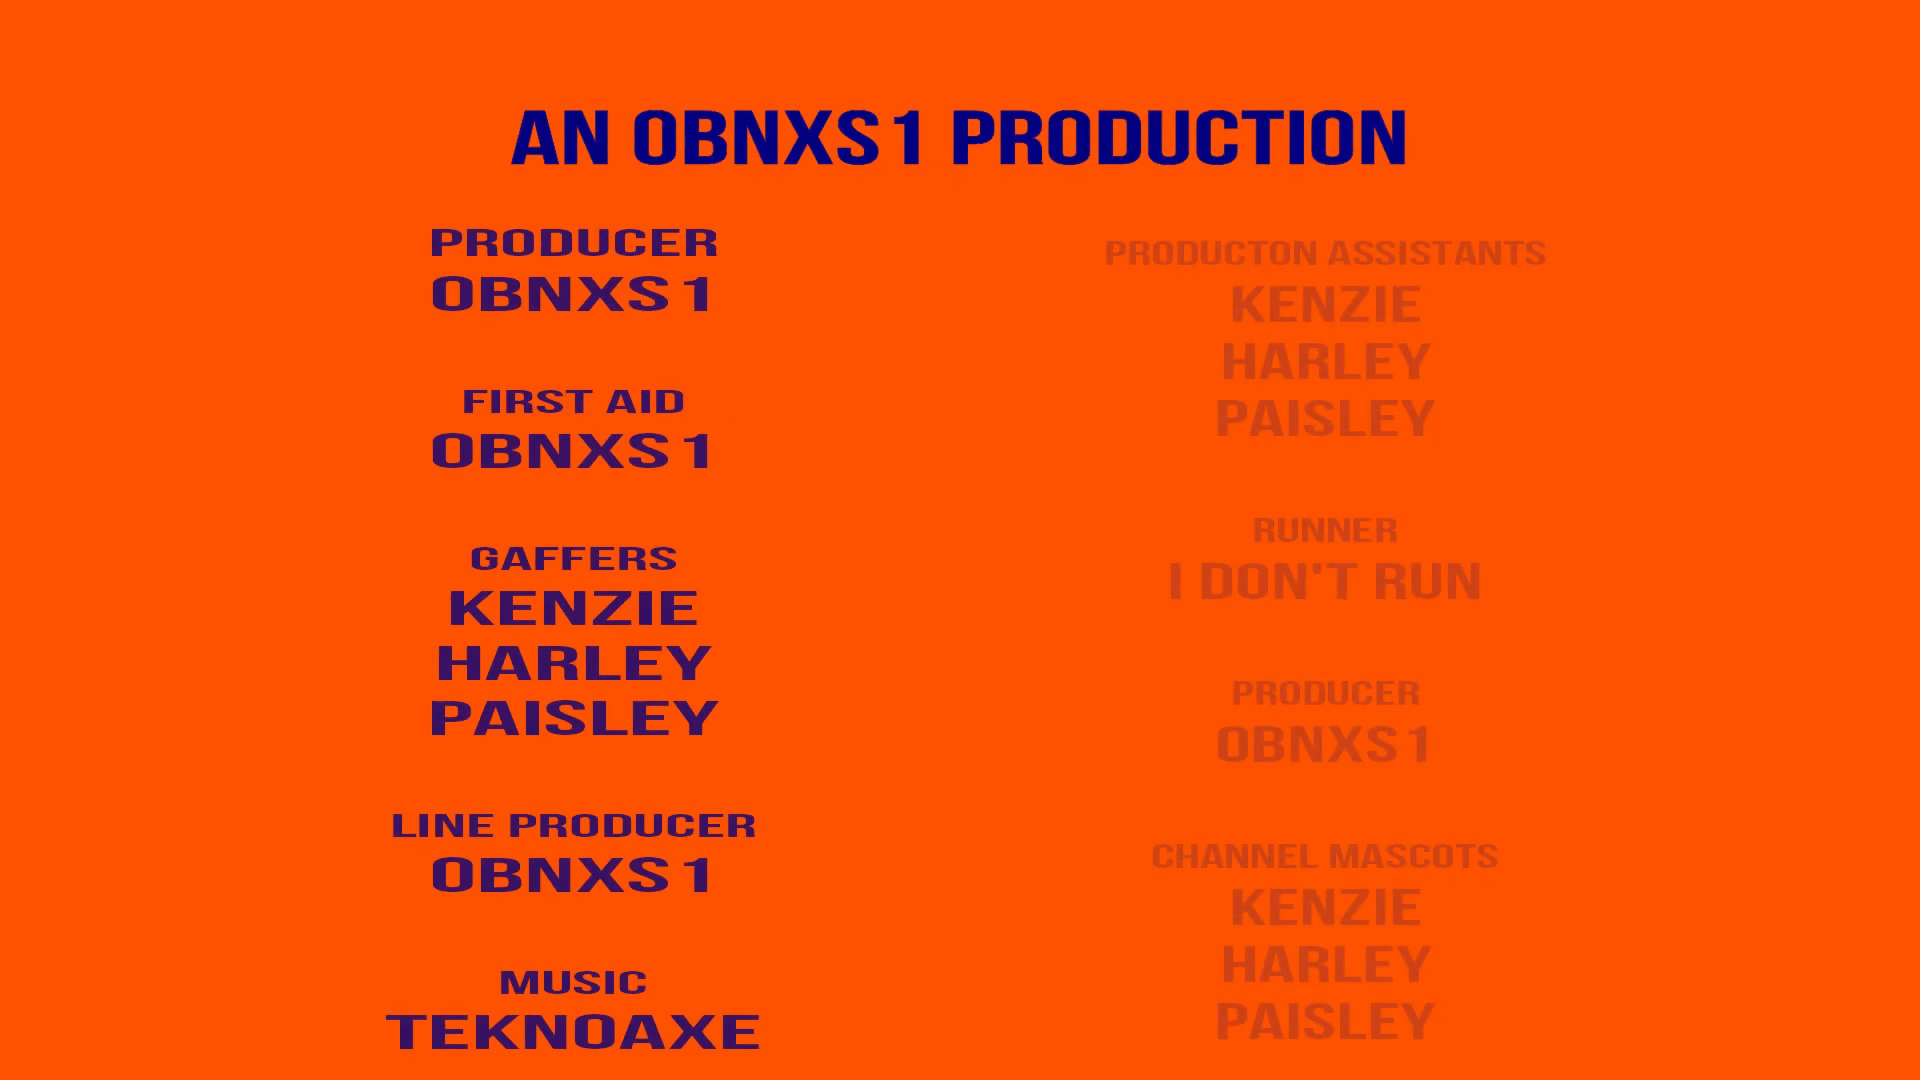 AN OBNXS1 PRODUCTION
PRODUCER
OBNXS1
FIRST AID
OBNXS1
GAFFERS
KENZIE
HARLEY
PAISLEY
LINE PRODUCER
OBNXS1
MUSIC
TEKNOAXE
PRODUCTON ASSISTANTS
KENZIE
HARLEY
PAISLEY
RUNNER
I DON'T RUN
PRODUCER
OBNXS1
CHANNEL MASCOTS
KENZIE
HARLEY
PAISLEY